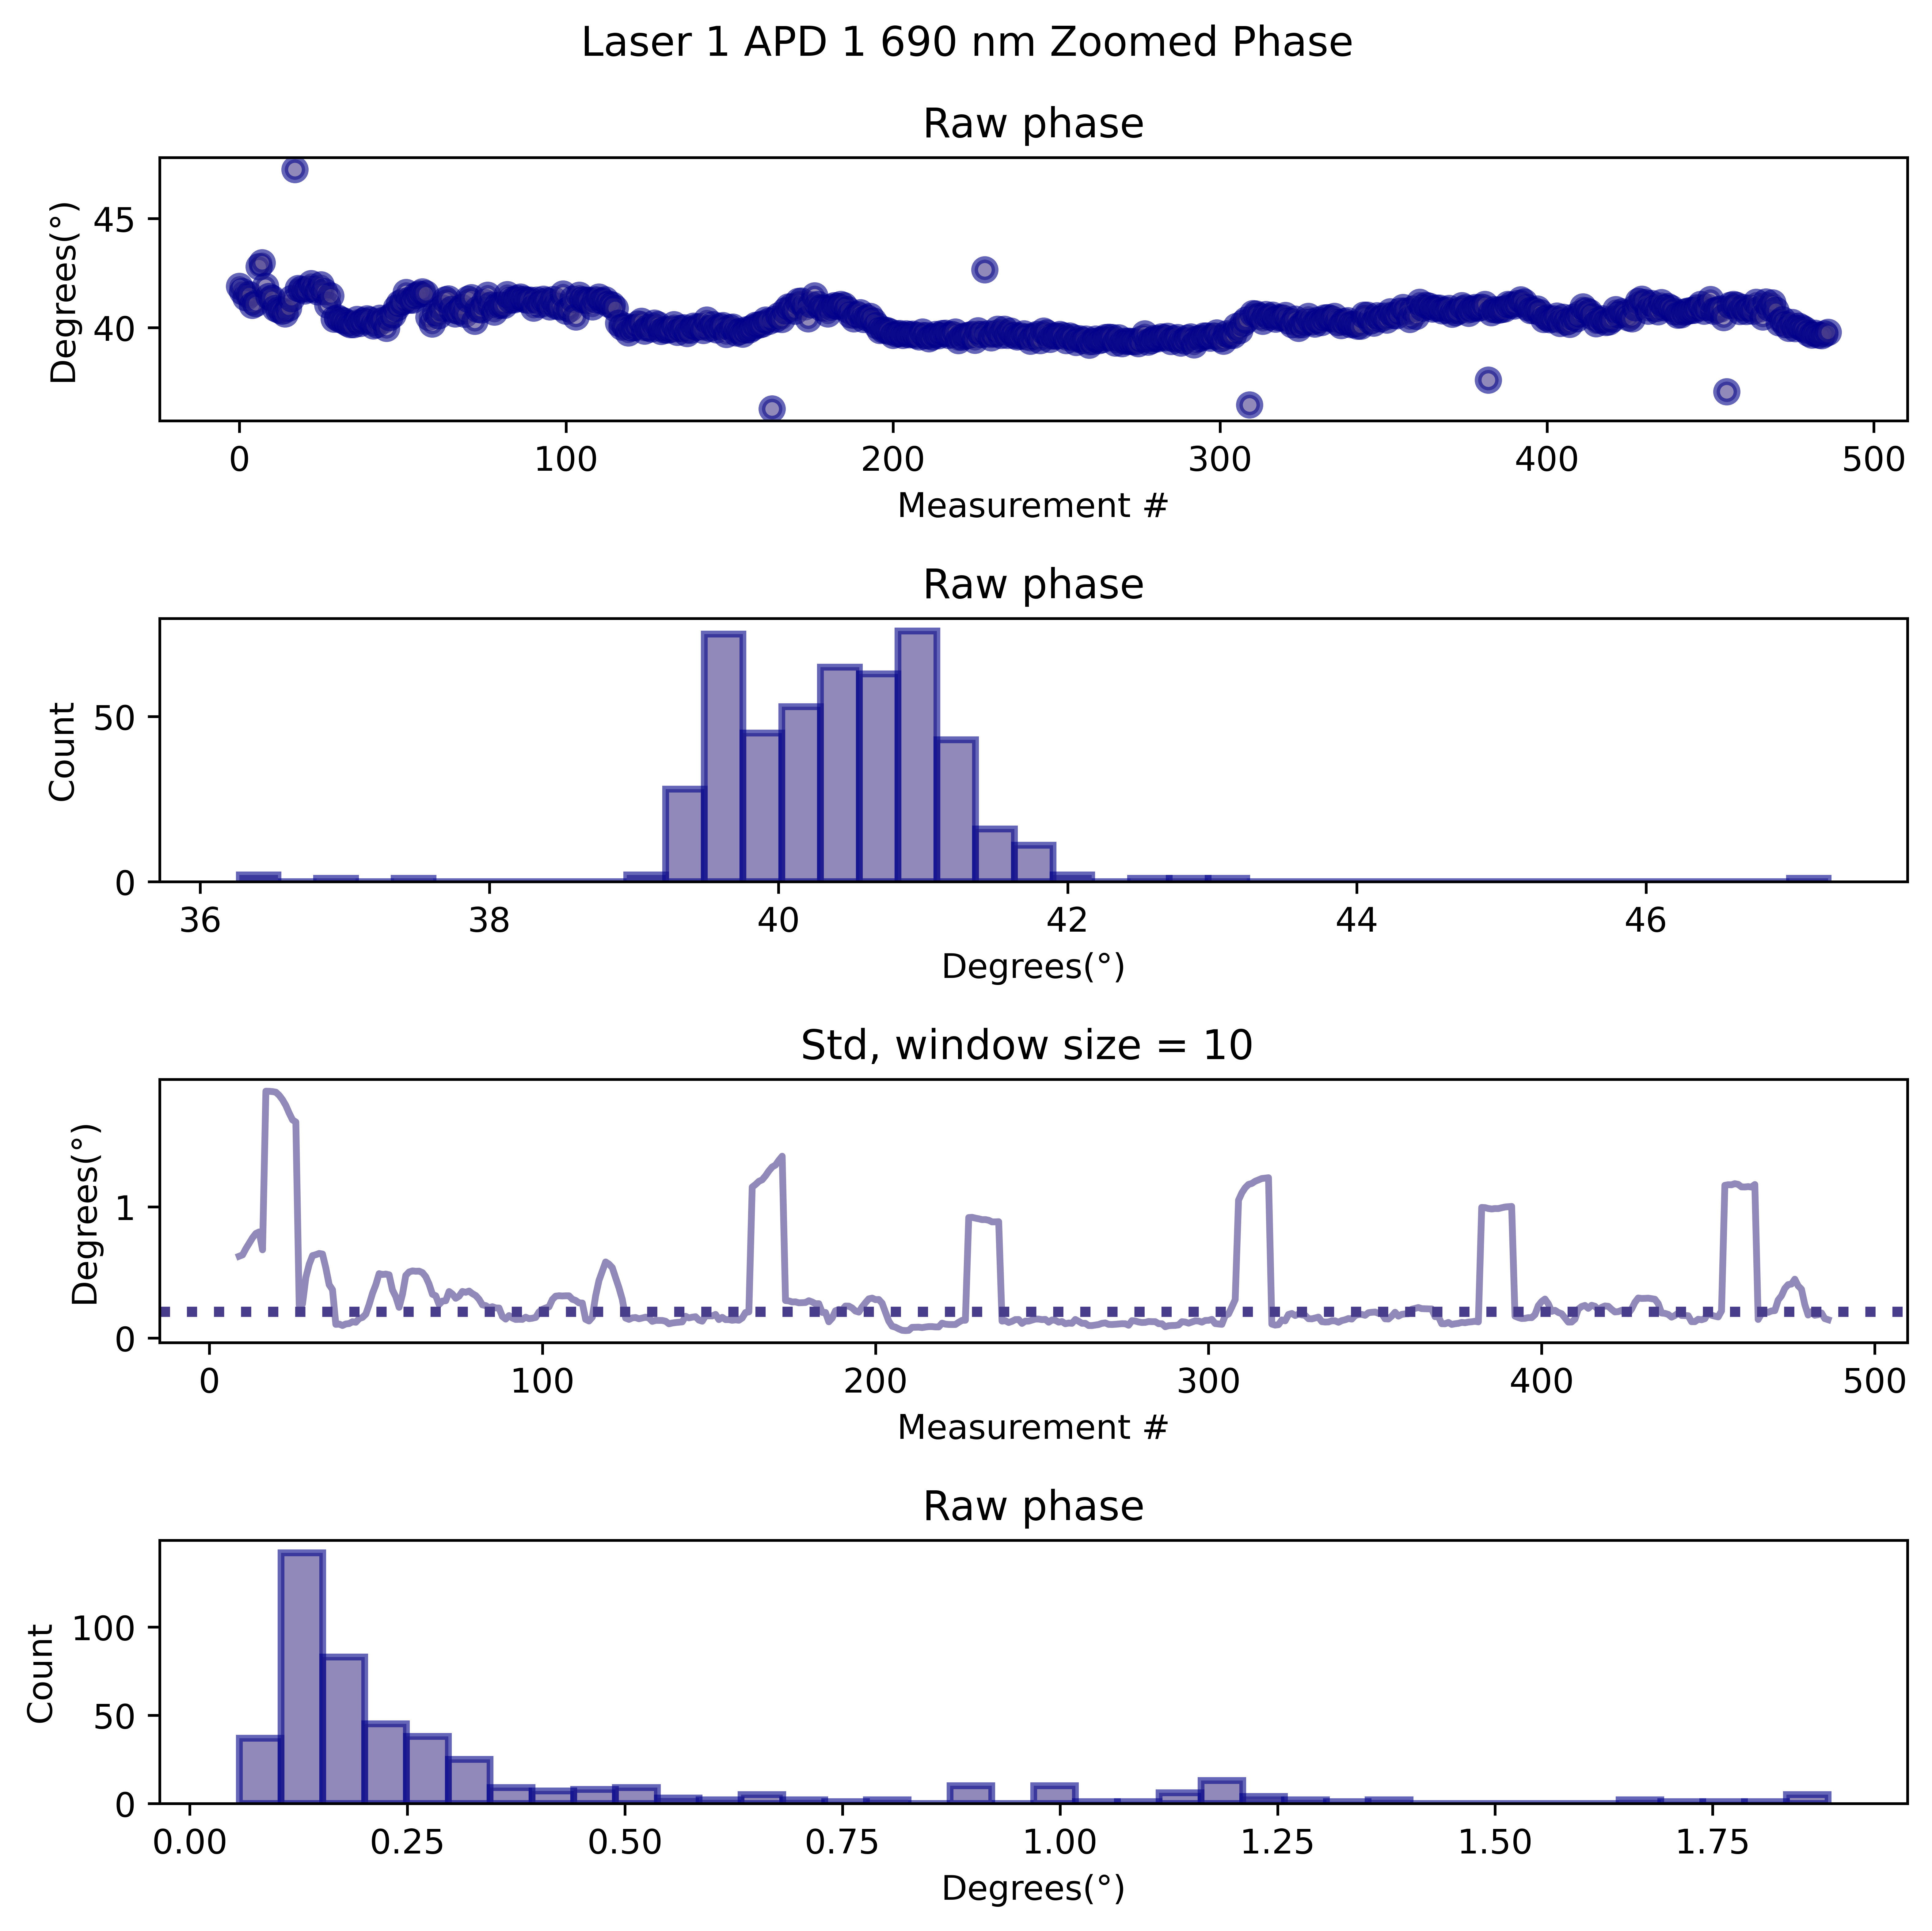 Laser 1 APD 1 690 nm Zoomed Phase
Raw phase
Degrees(°)
45
40
0 100 200 300 400 500
Measurement #
Raw phase
Count
50
0
36 38 40 42 44 46
Degrees(°)
Std, window size = 10
Degrees(°)
1
0
0 100 200 300 400 500
Measurement #
Raw phase
Count
100
50
0
0.00 0.25 0.50 0.75 1.00 1.25 1.50 1.75
Degrees(°)